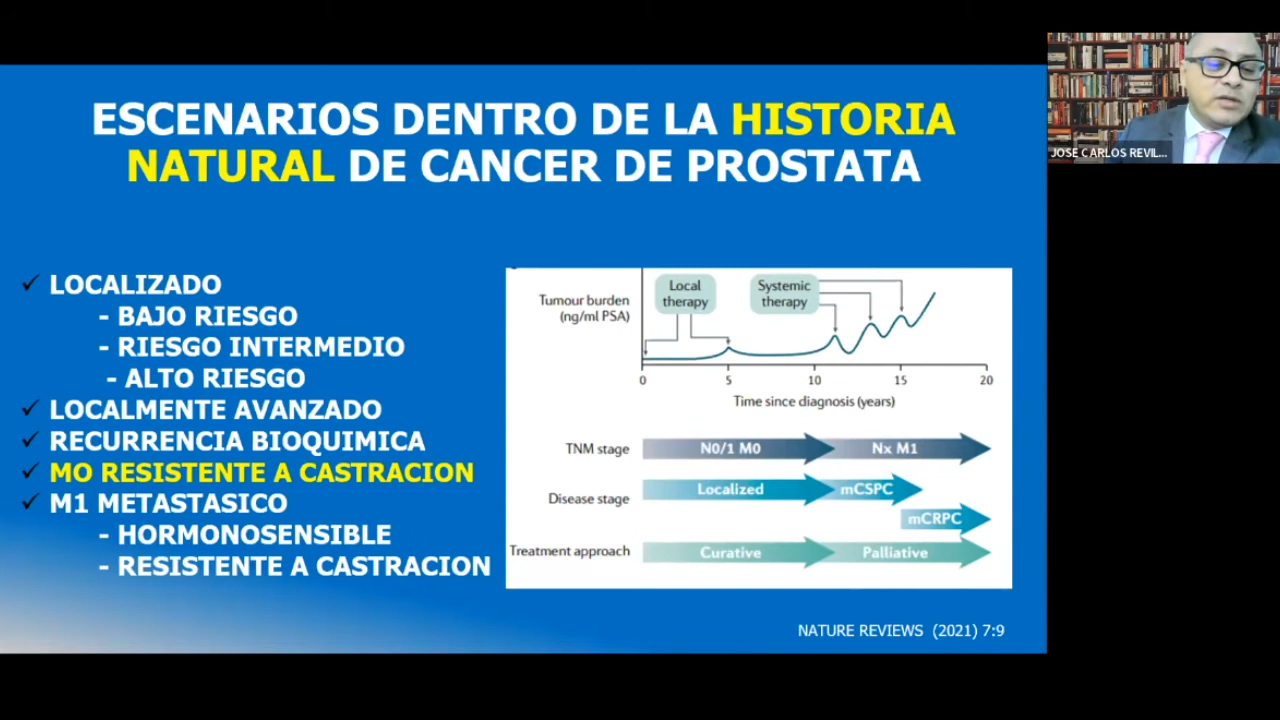 ESCENARIOS DENTRO DE LA HISTORIA
NATURAL DE CANCER DE PROSTATA
JOSE CARLOS REVIL...
✓ LOCALIZADO
- BAJO RIESGO
- RIESGO INTERMEDIO
- ALTO RIESGO
✓ LOCALMENTE AVANZADO
✓ RECURRENCIA BIOQUIMICA
✓ MO RESISTENTE A CASTRACION
✓ M1 METASTASICO
- HORMONOSENSIBLE
- RESISTENTE A CASTRACION
Tumour burden
(ng/ml PSA)
Local
therapy
Systemic
therapy
0 5 10 15 20
Time since diagnosis (years)
TNM stage N0/1 M0 Nx M1
Disease stage Localized mCSPC
mCRPC
Treatment approach Curative Palliative
NATURE REVIEWS (2021) 7:9